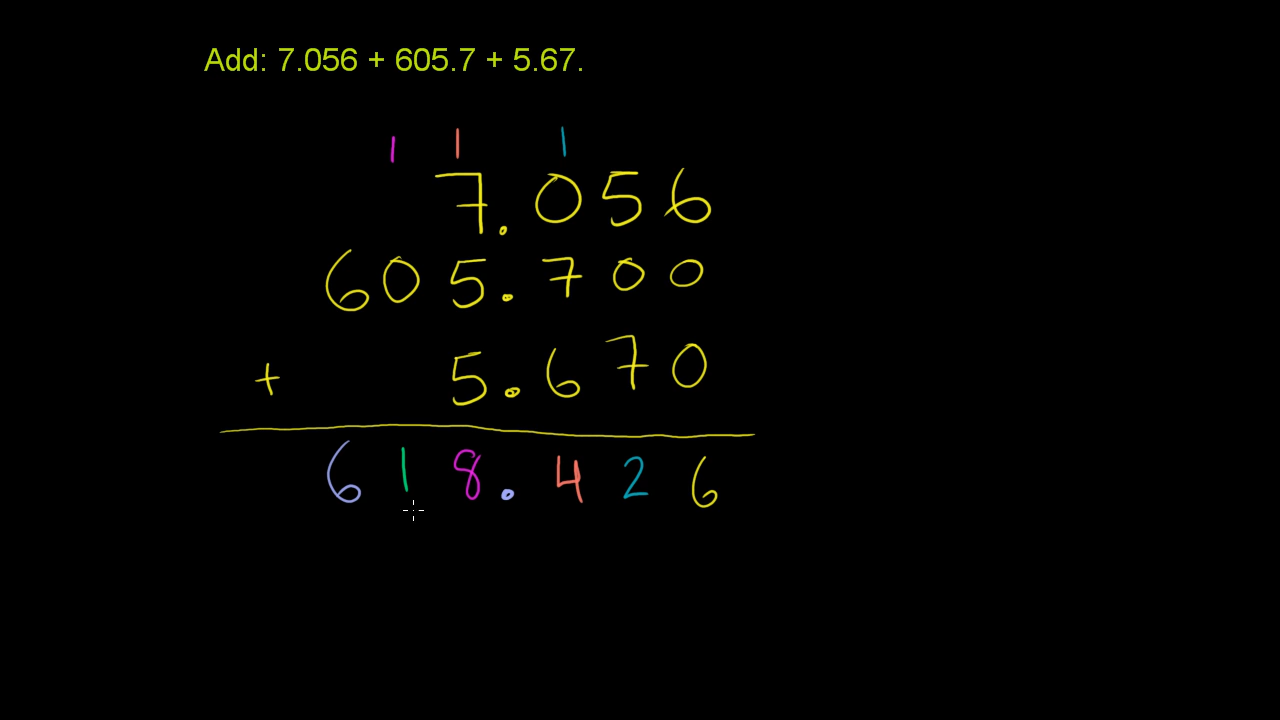 Add: 7.056 + 605.7 + 5.67.
1 1 1
7.056
605.700
+ 5.670
618.426